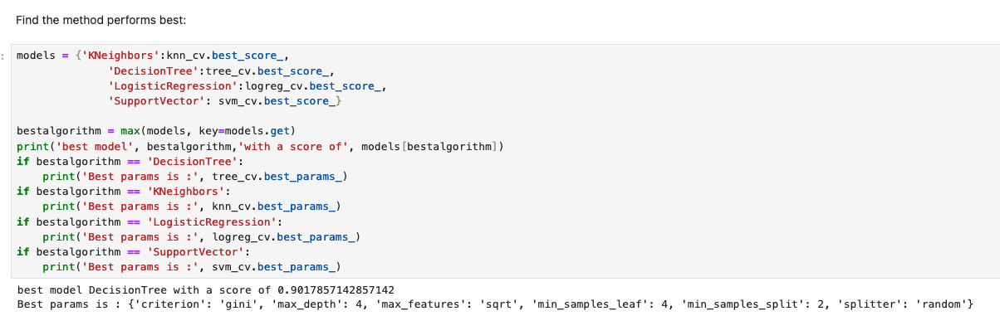 Find the method performs best:
:
models = {'KNeighbors':knn_cv.best_score_,
              'DecisionTree':tree_cv.best_score_,
              'LogisticRegression':logreg_cv.best_score_,
              'SupportVector': svm_cv.best_score_}
bestalgorithm = max(models, key=models.get)
print('best model', bestalgorithm,'with a score of', models[bestalgorithm])
if bestalgorithm == 'DecisionTree':
    print('Best params is :', tree_cv.best_params_)
if bestalgorithm == 'KNeighbors':
    print('Best params is :', knn_cv.best_params_)
if bestalgorithm == 'LogisticRegression':
    print('Best params is :', logreg_cv.best_params_)
if bestalgorithm == 'SupportVector':
    print('Best params is :', svm_cv.best_params_)
best model DecisionTree with a score of 0.9017857142857142
Best params is : {'criterion': 'gini', 'max_depth': 4, 'max_features': 'sqrt', 'min_samples_leaf': 4, 'min_samples_split': 2, 'splitter': 'random'}